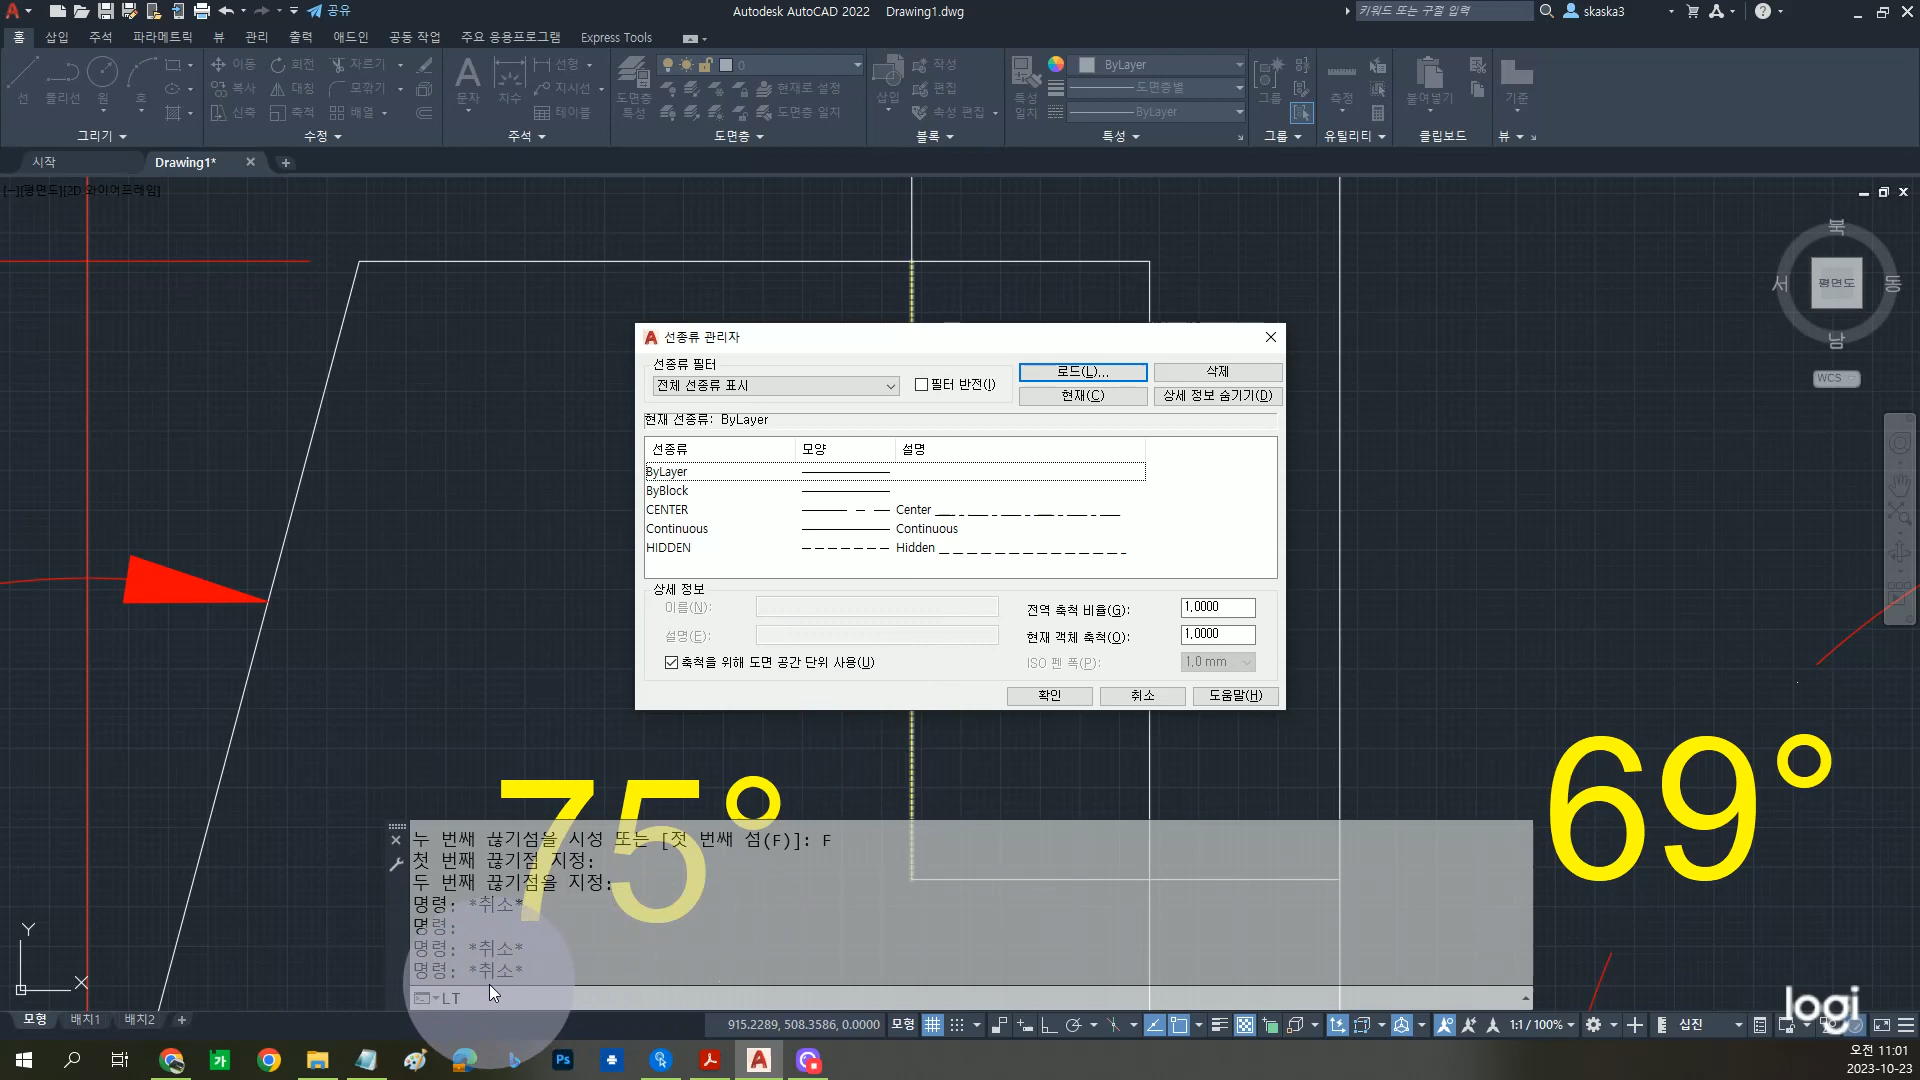 공유
Autodesk AutoCAD 2022 Drawing1.dwg
키워드 또는 구절 입력
skaska3
홈 삽입 주석 파라메트릭 뷰 관리 출력 애드인 공동 작업 주요 응용프로그램 Express Tools
선 폴리선 원 호
이동 회전 자르기
복사 대칭 모깎기
신축 축척 배열
문자 치수
선형
지시선
테이블
도면층 특성
0
현재로 설정
도면층 일치
삽입
작성
편집
속성 편집
특성 일치
ByLayer
도면층별
ByLayer
그룹 측정 붙여넣기 기준
그리기 수정 주석 도면층 블록 특성 그룹 유틸리티 클립보드 뷰
시작 Drawing1*
[–][평면도][2D 와이어프레임]
북
서 평면도 동
남
WCS
선종류 관리자
선종류 필터
전체 선종류 표시
필터 반전(I)
로드(L)... 삭제
현재(C) 상세 정보 숨기기(D)
현재 선종류: ByLayer
선종류 모양 설명
ByLayer
ByBlock
CENTER Center
Continuous Continuous
HIDDEN Hidden
상세 정보
이름(N):
설명(E):
축척을 위해 도면 공간 단위 사용(U)
전역 축척 비율(G): 1.0000
현재 객체 축척(O): 1.0000
ISO 펜 폭(P): 1.0 mm
확인 취소 도움말(H)
75°
69°
두 번째 끊기점을 지정 또는 [첫 번째 점(F)]: F
첫 번째 끊기점 지정:
두 번째 끊기점을 지정:
명령: *취소*
명령:
명령: *취소*
명령: *취소*
LT
Y
X
모형 배치1 배치2
915.2289, 508.3586, 0.0000 모형
1:1 / 100%
십진
logi
가
Ps
오전 11:01
2023-10-23